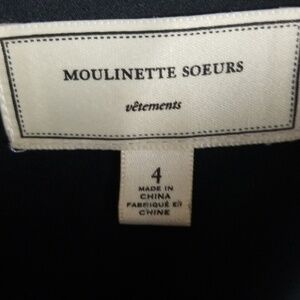 MOULINETTE SOEURS
vêtements
4
MADE IN
CHINA
FABRIQUÉ EN
CHINE